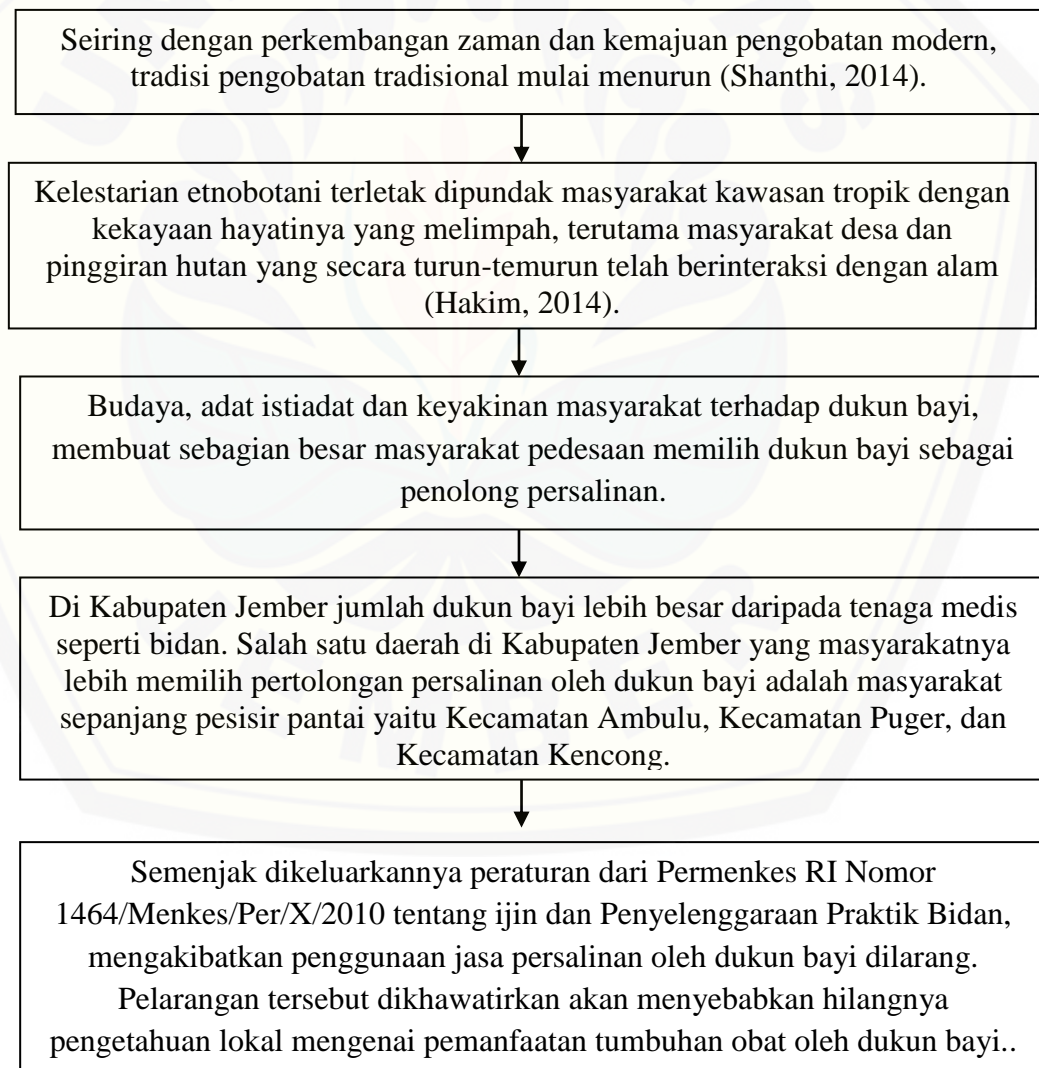 Seiring dengan perkembangan zaman dan kemajuan pengobatan modern,
tradisi pengobatan tradisional mulai menurun (Shanthi, 2014).
Kelestarian etnobotani terletak dipundak masyarakat kawasan tropik dengan
kekayaan hayatinya yang melimpah, terutama masyarakat desa dan
pinggiran hutan yang secara turun-temurun telah berinteraksi dengan alam
(Hakim, 2014).
Budaya, adat istiadat dan keyakinan masyarakat terhadap dukun bayi,
membuat sebagian besar masyarakat pedesaan memilih dukun bayi sebagai
penolong persalinan.
Di Kabupaten Jember jumlah dukun bayi lebih besar daripada tenaga medis
seperti bidan. Salah satu daerah di Kabupaten Jember yang masyarakatnya
lebih memilih pertolongan persalinan oleh dukun bayi adalah masyarakat
sepanjang pesisir pantai yaitu Kecamatan Ambulu, Kecamatan Puger, dan
Kecamatan Kencong.
Semenjak dikeluarkannya peraturan dari Permenkes RI Nomor
1464/Menkes/Per/X/2010 tentang ijin dan Penyelenggaraan Praktik Bidan,
mengakibatkan penggunaan jasa persalinan oleh dukun bayi dilarang.
Pelarangan tersebut dikhawatirkan akan menyebabkan hilangnya
pengetahuan lokal mengenai pemanfaatan tumbuhan obat oleh dukun bayi..